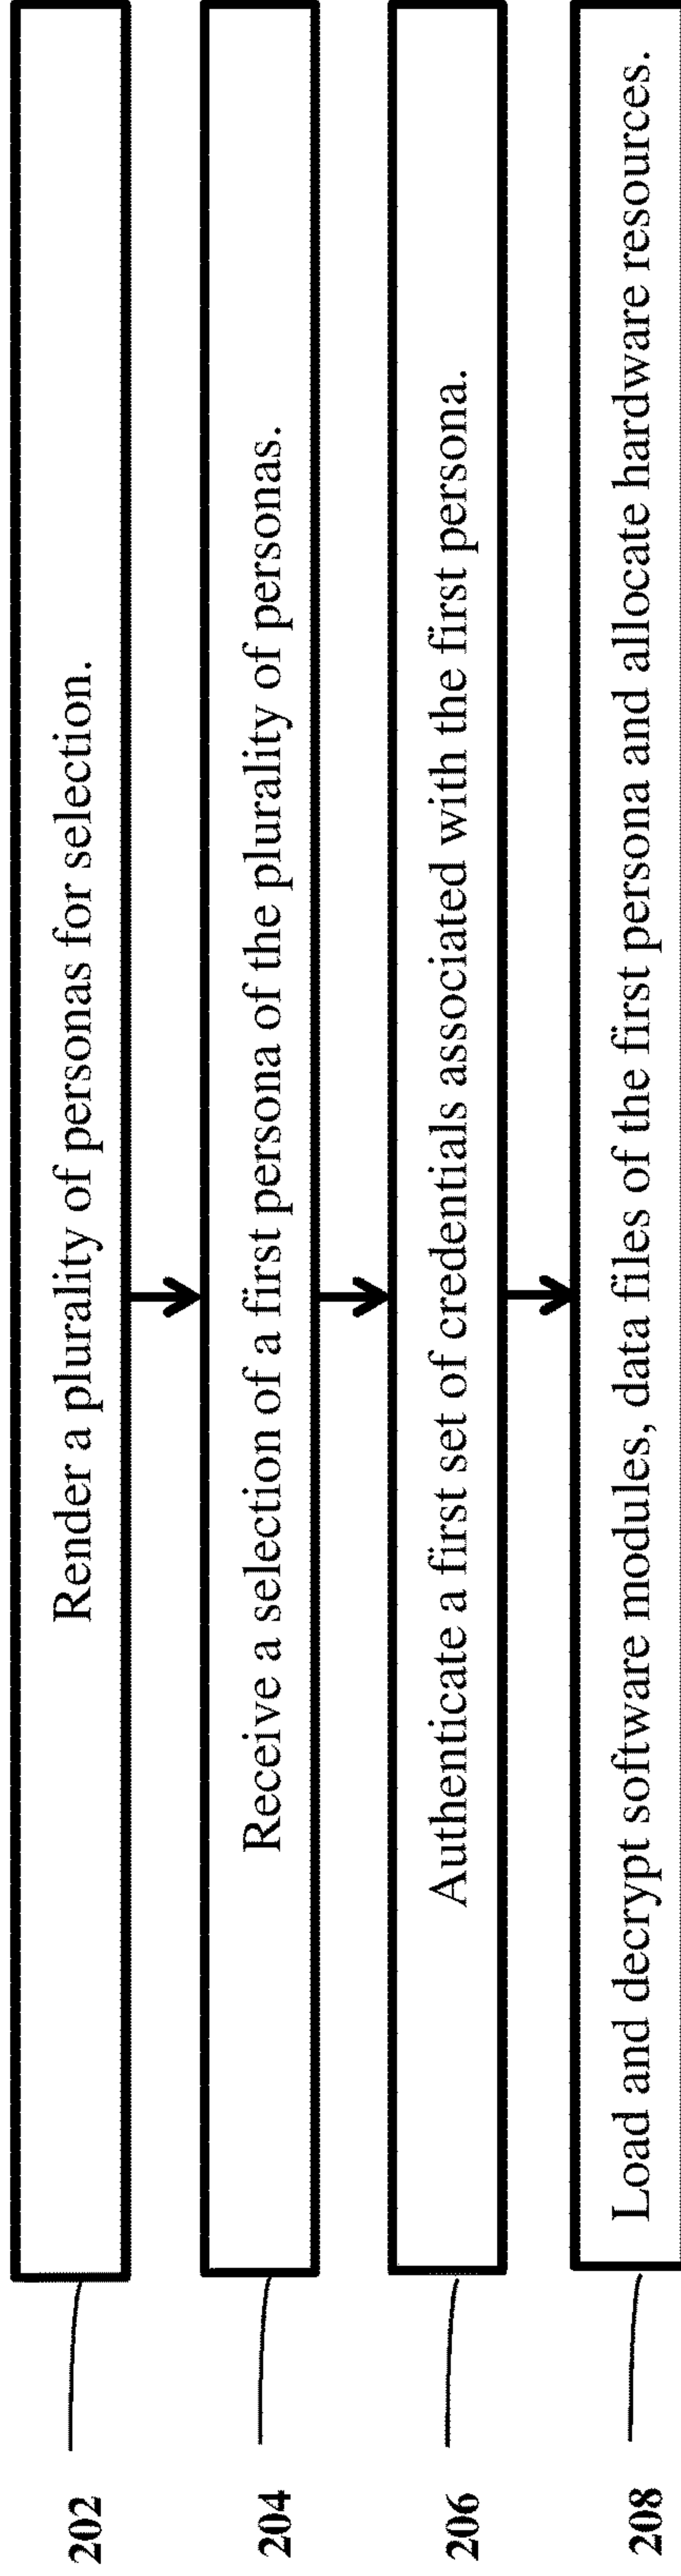 202
Render a plurality of personas for selection.
204
Receive a selection of a first persona of the plurality of personas.
206
Authenticate a first set of credentials associated with the first persona.
208
Load and decrypt software modules, data files of the first persona and allocate hardware resources.